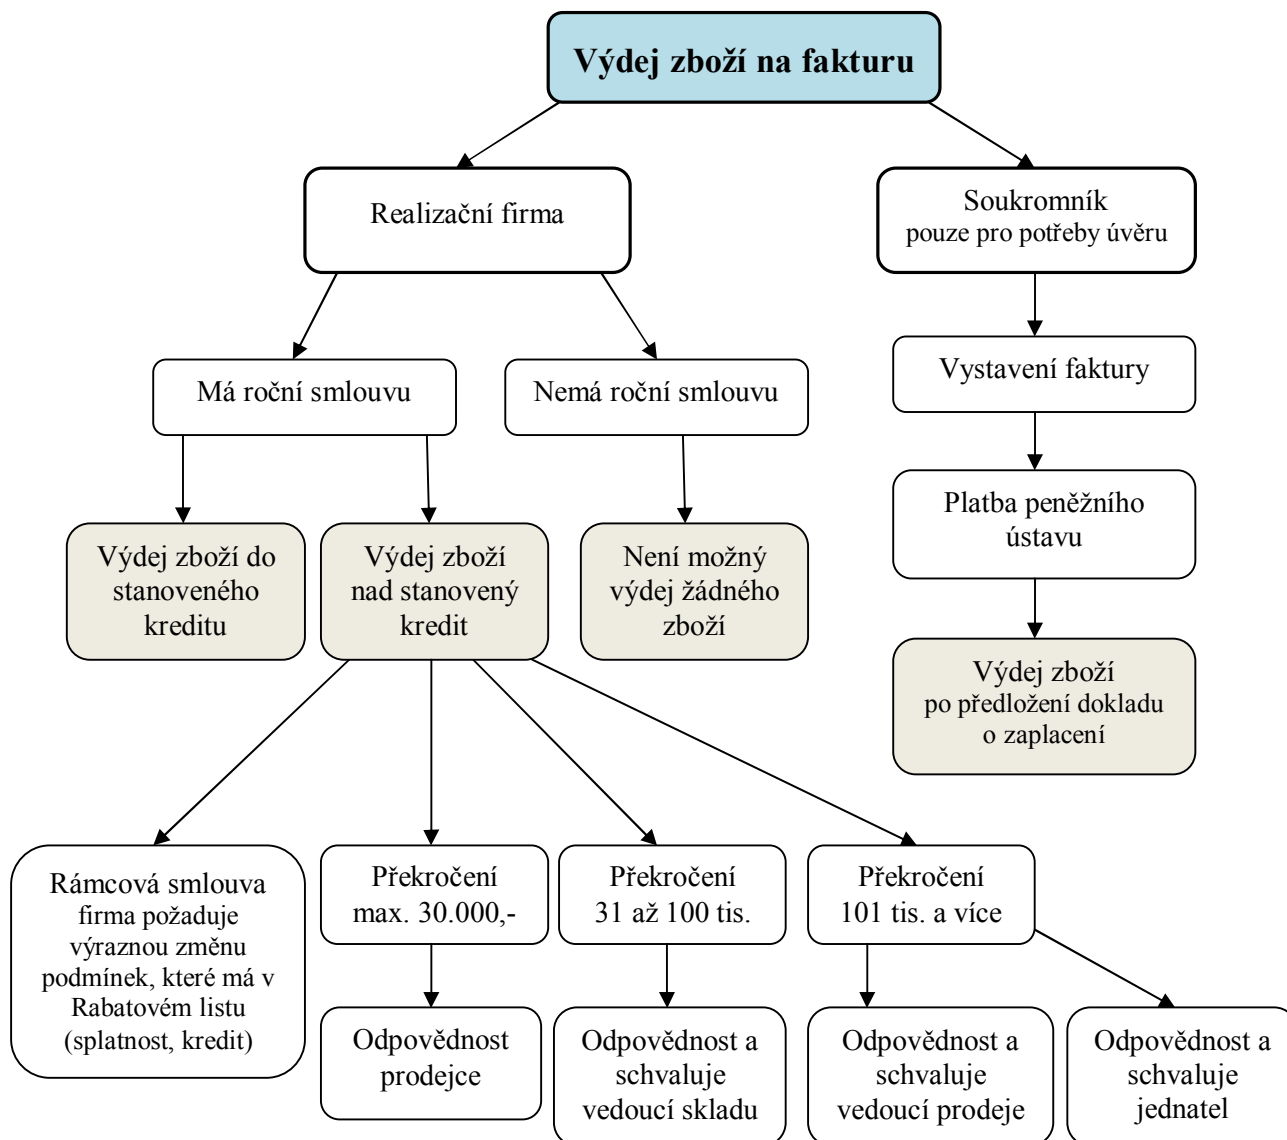 Výdej zboží na fakturu
Realizační firma
Soukromník
pouze pro potřeby úvěru
Má roční smlouvu
Nemá roční smlouvu
Vystavení faktury
Platba peněžního
ústavu
Výdej zboží do
stanoveného
kreditu
Výdej zboží
nad stanovený
kredit
Není možný
výdej žádného
zboží
Výdej zboží
po předložení dokladu
o zaplacení
Rámcová smlouva
firma požaduje
výraznou změnu
podmínek, které má v
Rabatovém listu
(splatnost, kredit)
Překročení
max. 30.000,-
Překročení
31 až 100 tis.
Překročení
101 tis. a více
Odpovědnost
prodejce
Odpovědnost a
schvaluje
vedoucí skladu
Odpovědnost a
schvaluje
vedoucí prodeje
Odpovědnost a
schvaluje
jednatel